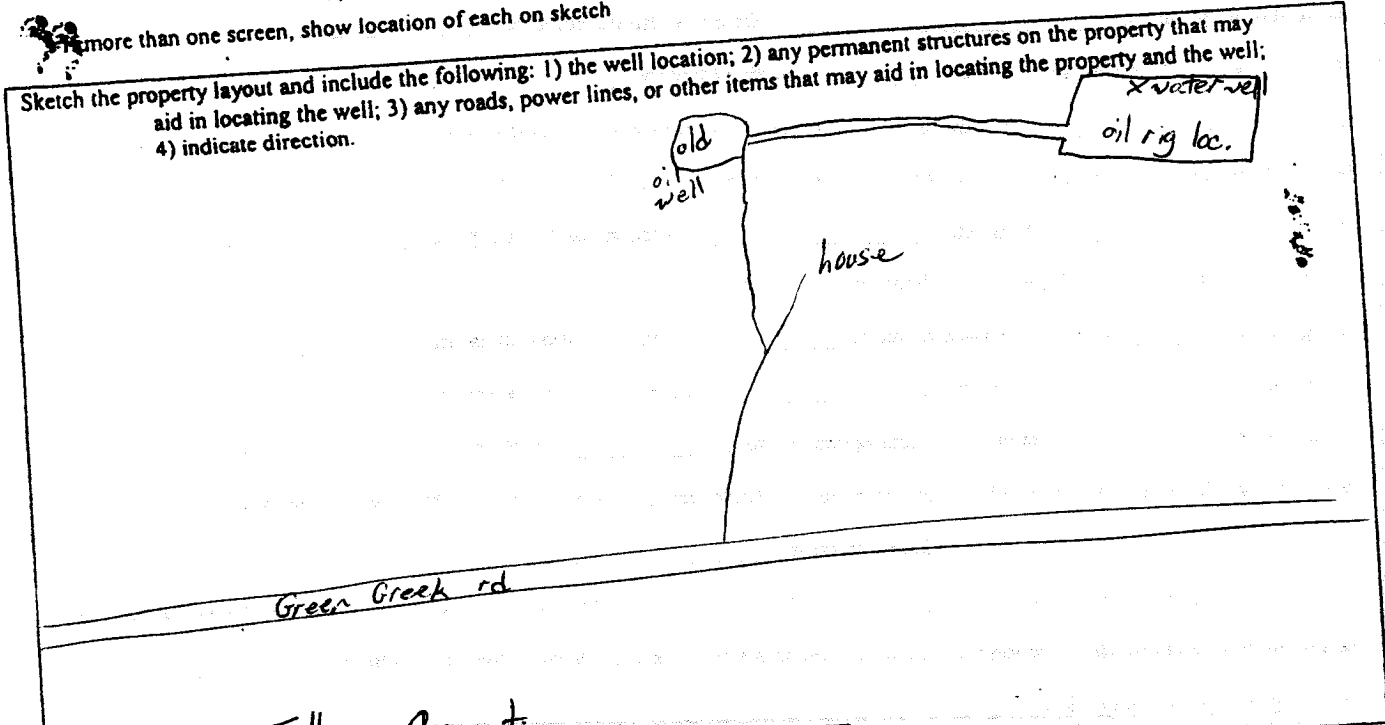 more than one screen, show location of each on sketch
Sketch the property layout and include the following: 1) the well location; 2) any permanent structures on the property that may
aid in locating the well; 3) any roads, power lines, or other items that may aid in locating the property and the well;
4) indicate direction.
X water well
oil rig loc.
old
oil
well
house
Green Greek rd